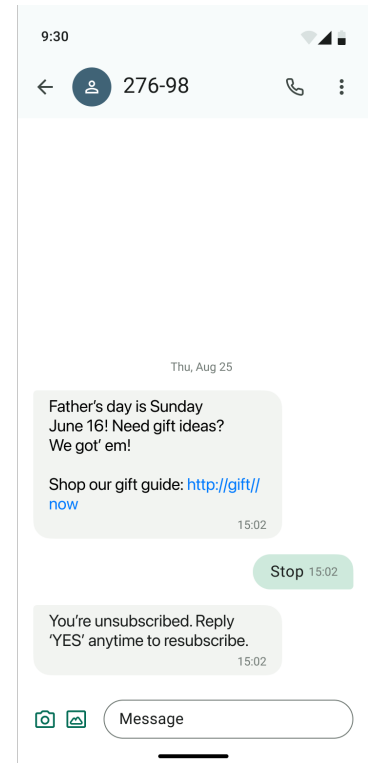 9:30
276-98
Thu, Aug 25
Father's day is Sunday
June 16! Need gift ideas?
We got' em!
Shop our gift guide: http://gift//
now
15:02
Stop 15:02
You're unsubscribed. Reply
'YES' anytime to resubscribe.
15:02
Message